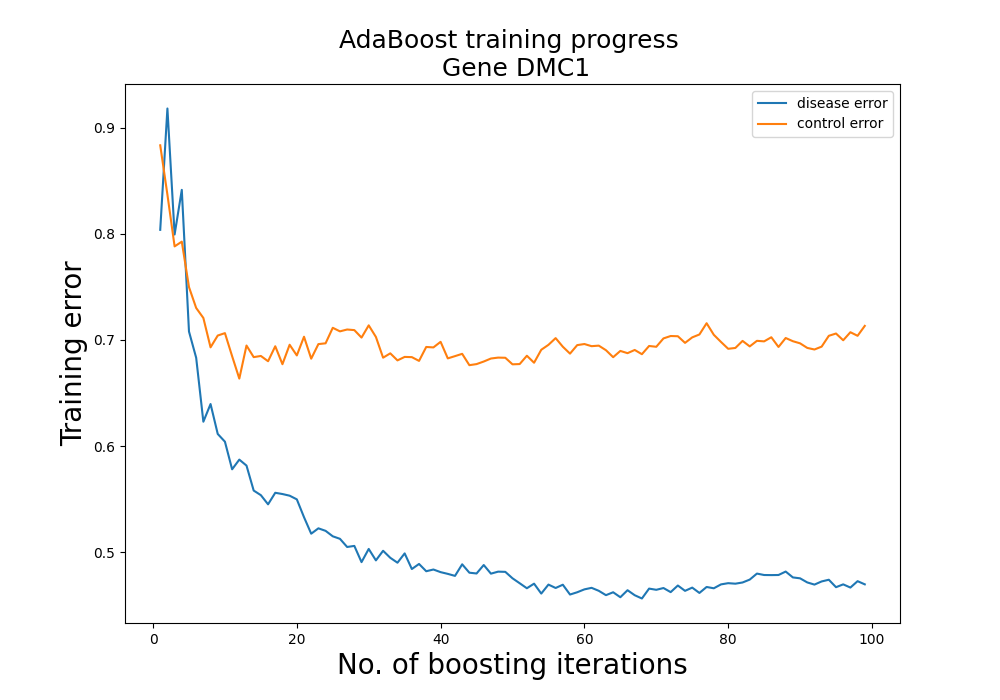 AdaBoost training progress
Gene DMC1
disease error
control error
Training error
0.9
0.8
0.7
0.6
0.5
0 20 40 60 80 100
No. of boosting iterations